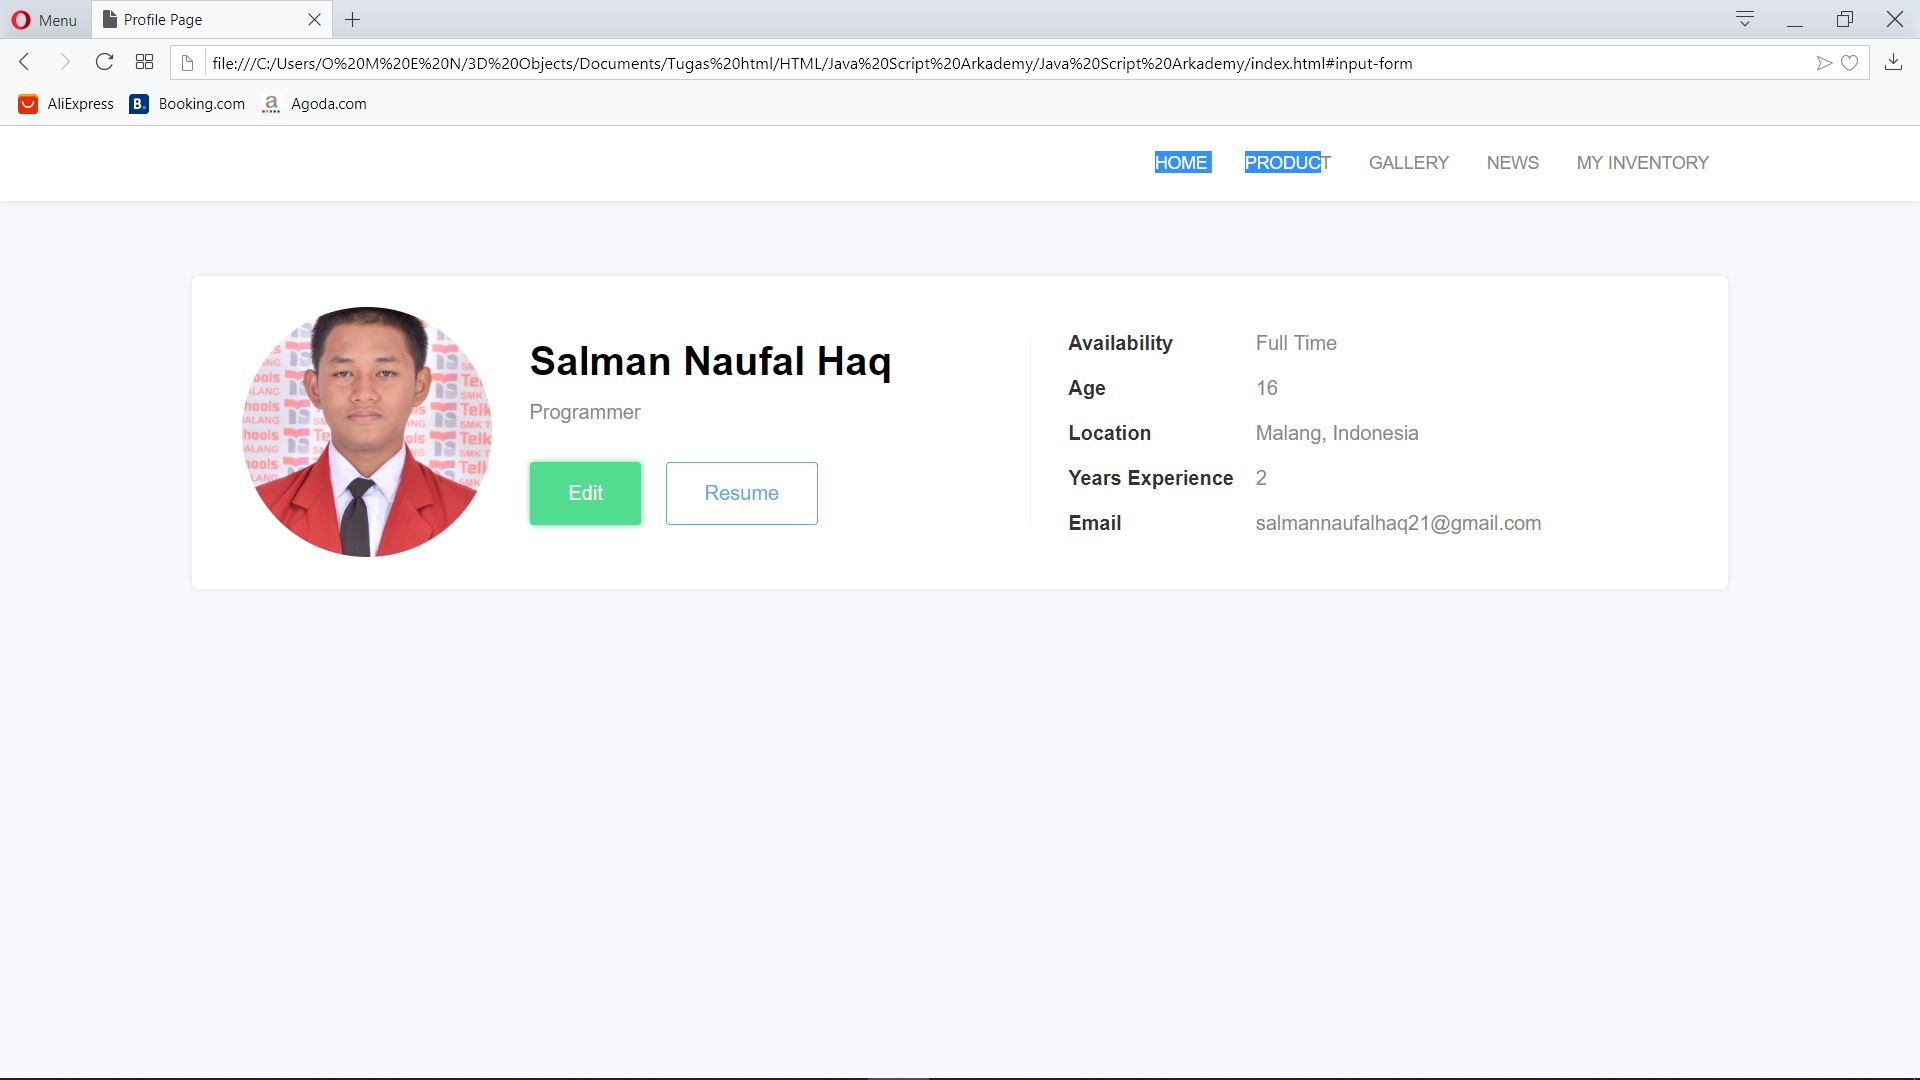 Menu
Profile Page
file:///C:/Users/O%20M%20E%20N/3D%20Objects/Documents/Tugas%20html/HTML/Java%20Script%20Arkademy/Java%20Script%20Arkademy/index.html#input-form
AliExpress B. Booking.com a Agoda.com
HOME PRODUCT GALLERY NEWS MY INVENTORY
Salman Naufal Haq
Programmer
Edit Resume
Availability Full Time
Age 16
Location Malang, Indonesia
Years Experience 2
Email salmannaufalhaq21@gmail.com